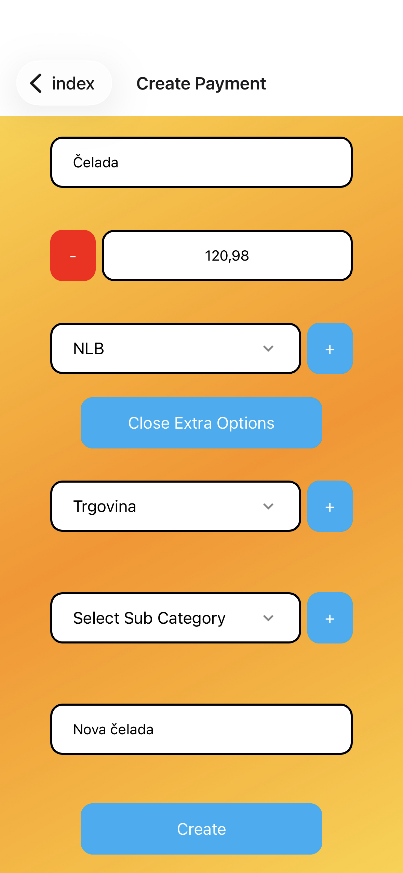 index
Create Payment
Čelada
-
120,98
NLB
+
Close Extra Options
Trgovina
+
Select Sub Category
+
Nova čelada
Create